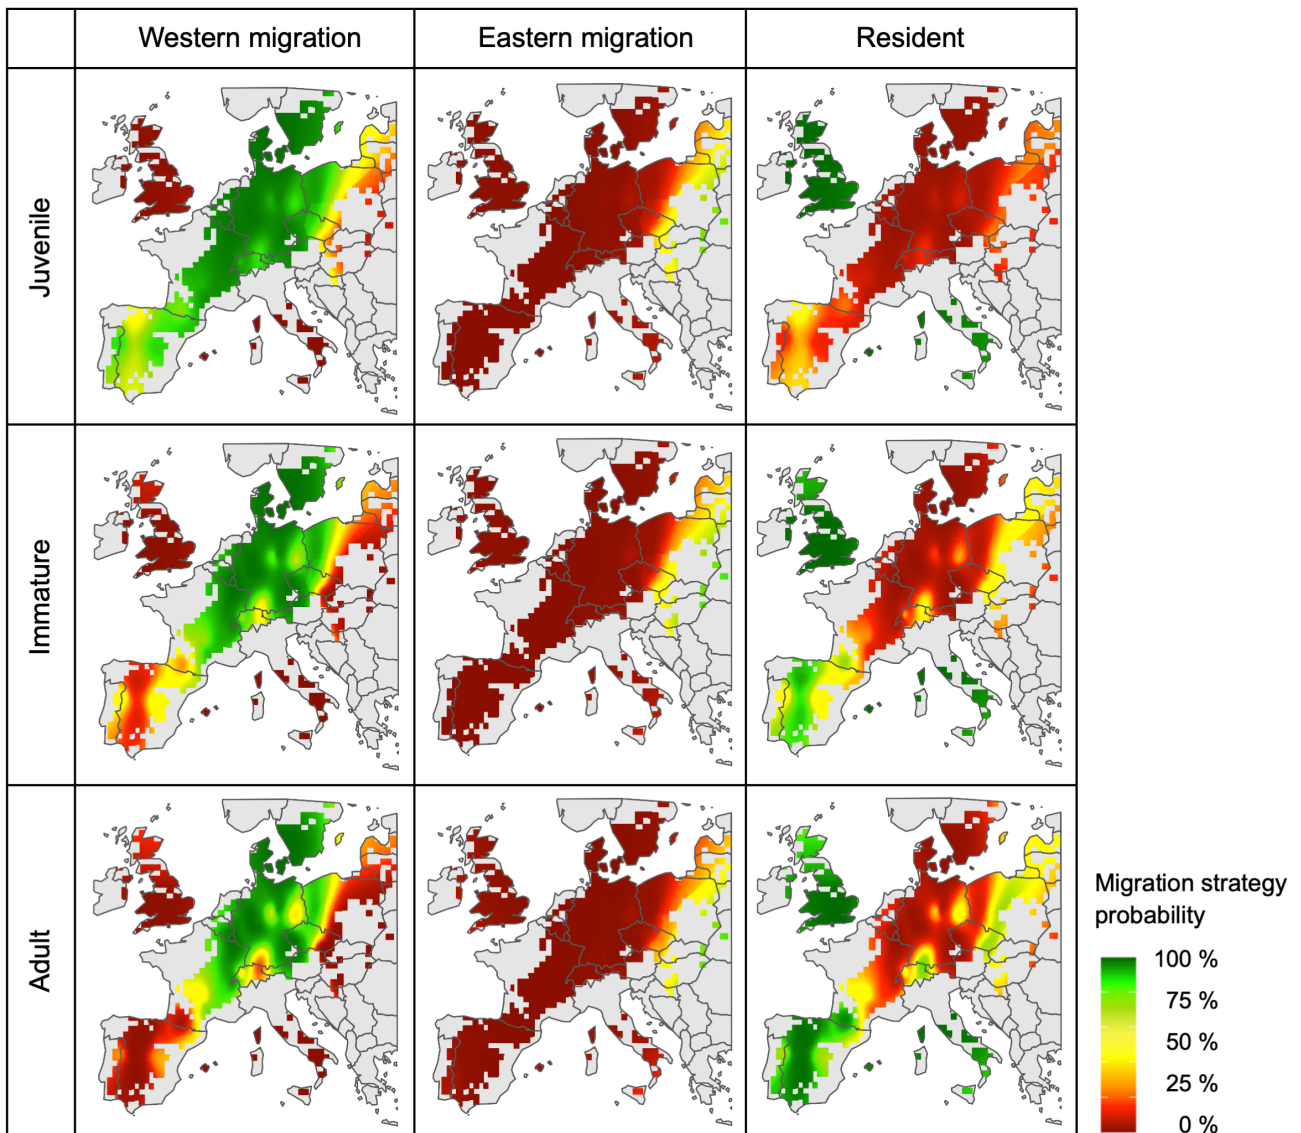 Western migration
Eastern migration
Resident
Juvenile
Immature
Adult
Migration strategy
probability
100 %
75 %
50 %
25 %
0 %